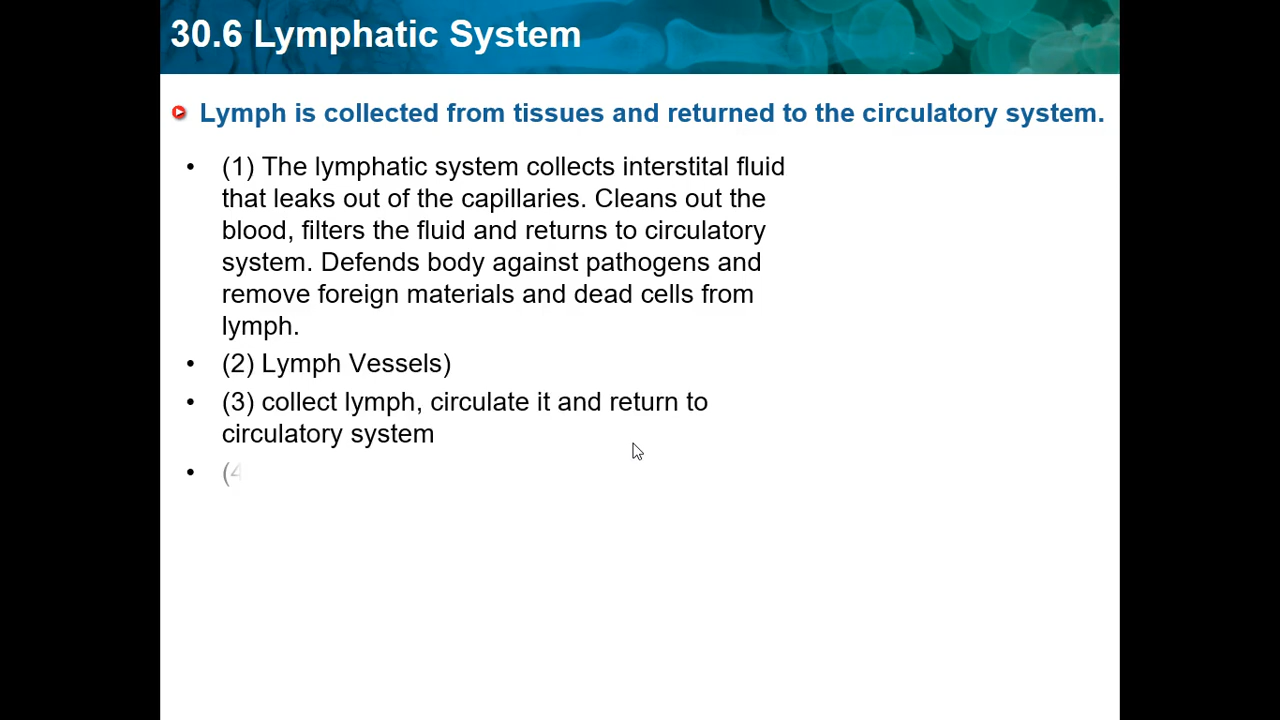 30.6 Lymphatic System
Lymph is collected from tissues and returned to the circulatory system.
• (1) The lymphatic system collects interstital fluid
that leaks out of the capillaries. Cleans out the
blood, filters the fluid and returns to circulatory
system. Defends body against pathogens and
remove foreign materials and dead cells from
lymph.
• (2) Lymph Vessels)
• (3) collect lymph, circulate it and return to
circulatory system
• (4